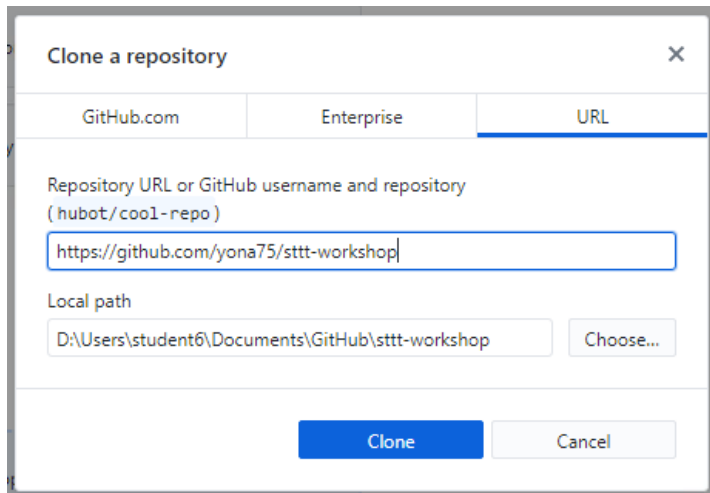 Clone a repository
GitHub.com
Enterprise
URL
Repository URL or GitHub username and repository
(hubot/cool-repo)
https://github.com/yona75/sttt-workshop
Local path
D:\Users\student6\Documents\GitHub\sttt-workshop
Choose...
Clone
Cancel